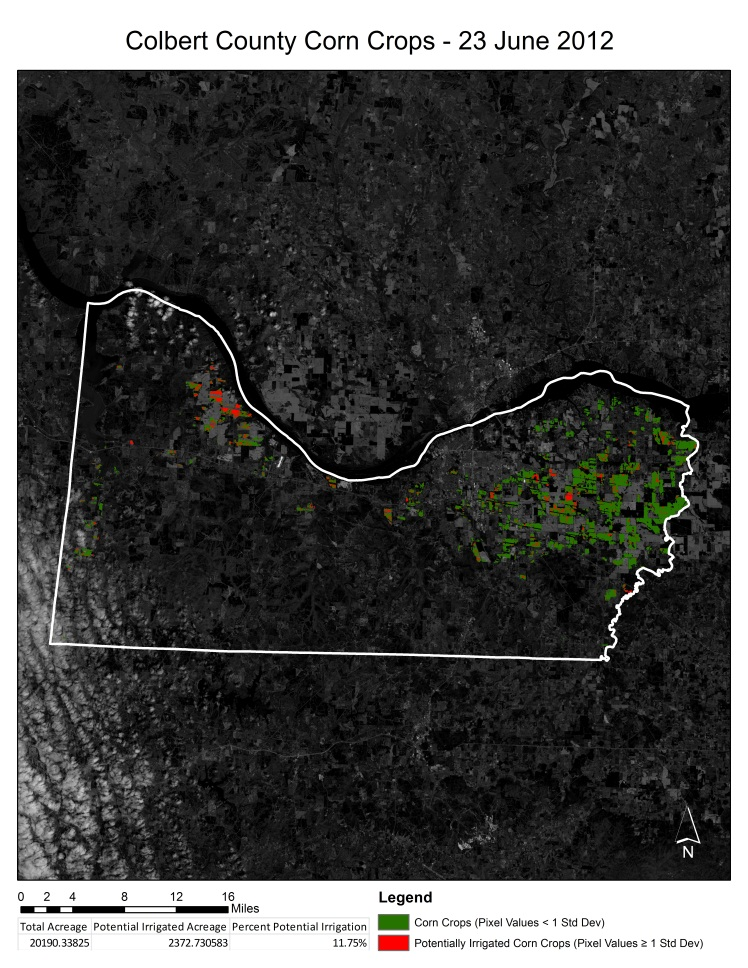 Colbert County Corn Crops - 23 June 2012
N
0 2 4 8 12 16
Miles
Total Acreage Potential Irrigated Acreage Percent Potential Irrigation
20190.33825 2372.730583 11.75%
Legend
Corn Crops (Pixel Values < 1 Std Dev)
Potentially Irrigated Corn Crops (Pixel Values ≥ 1 Std Dev)